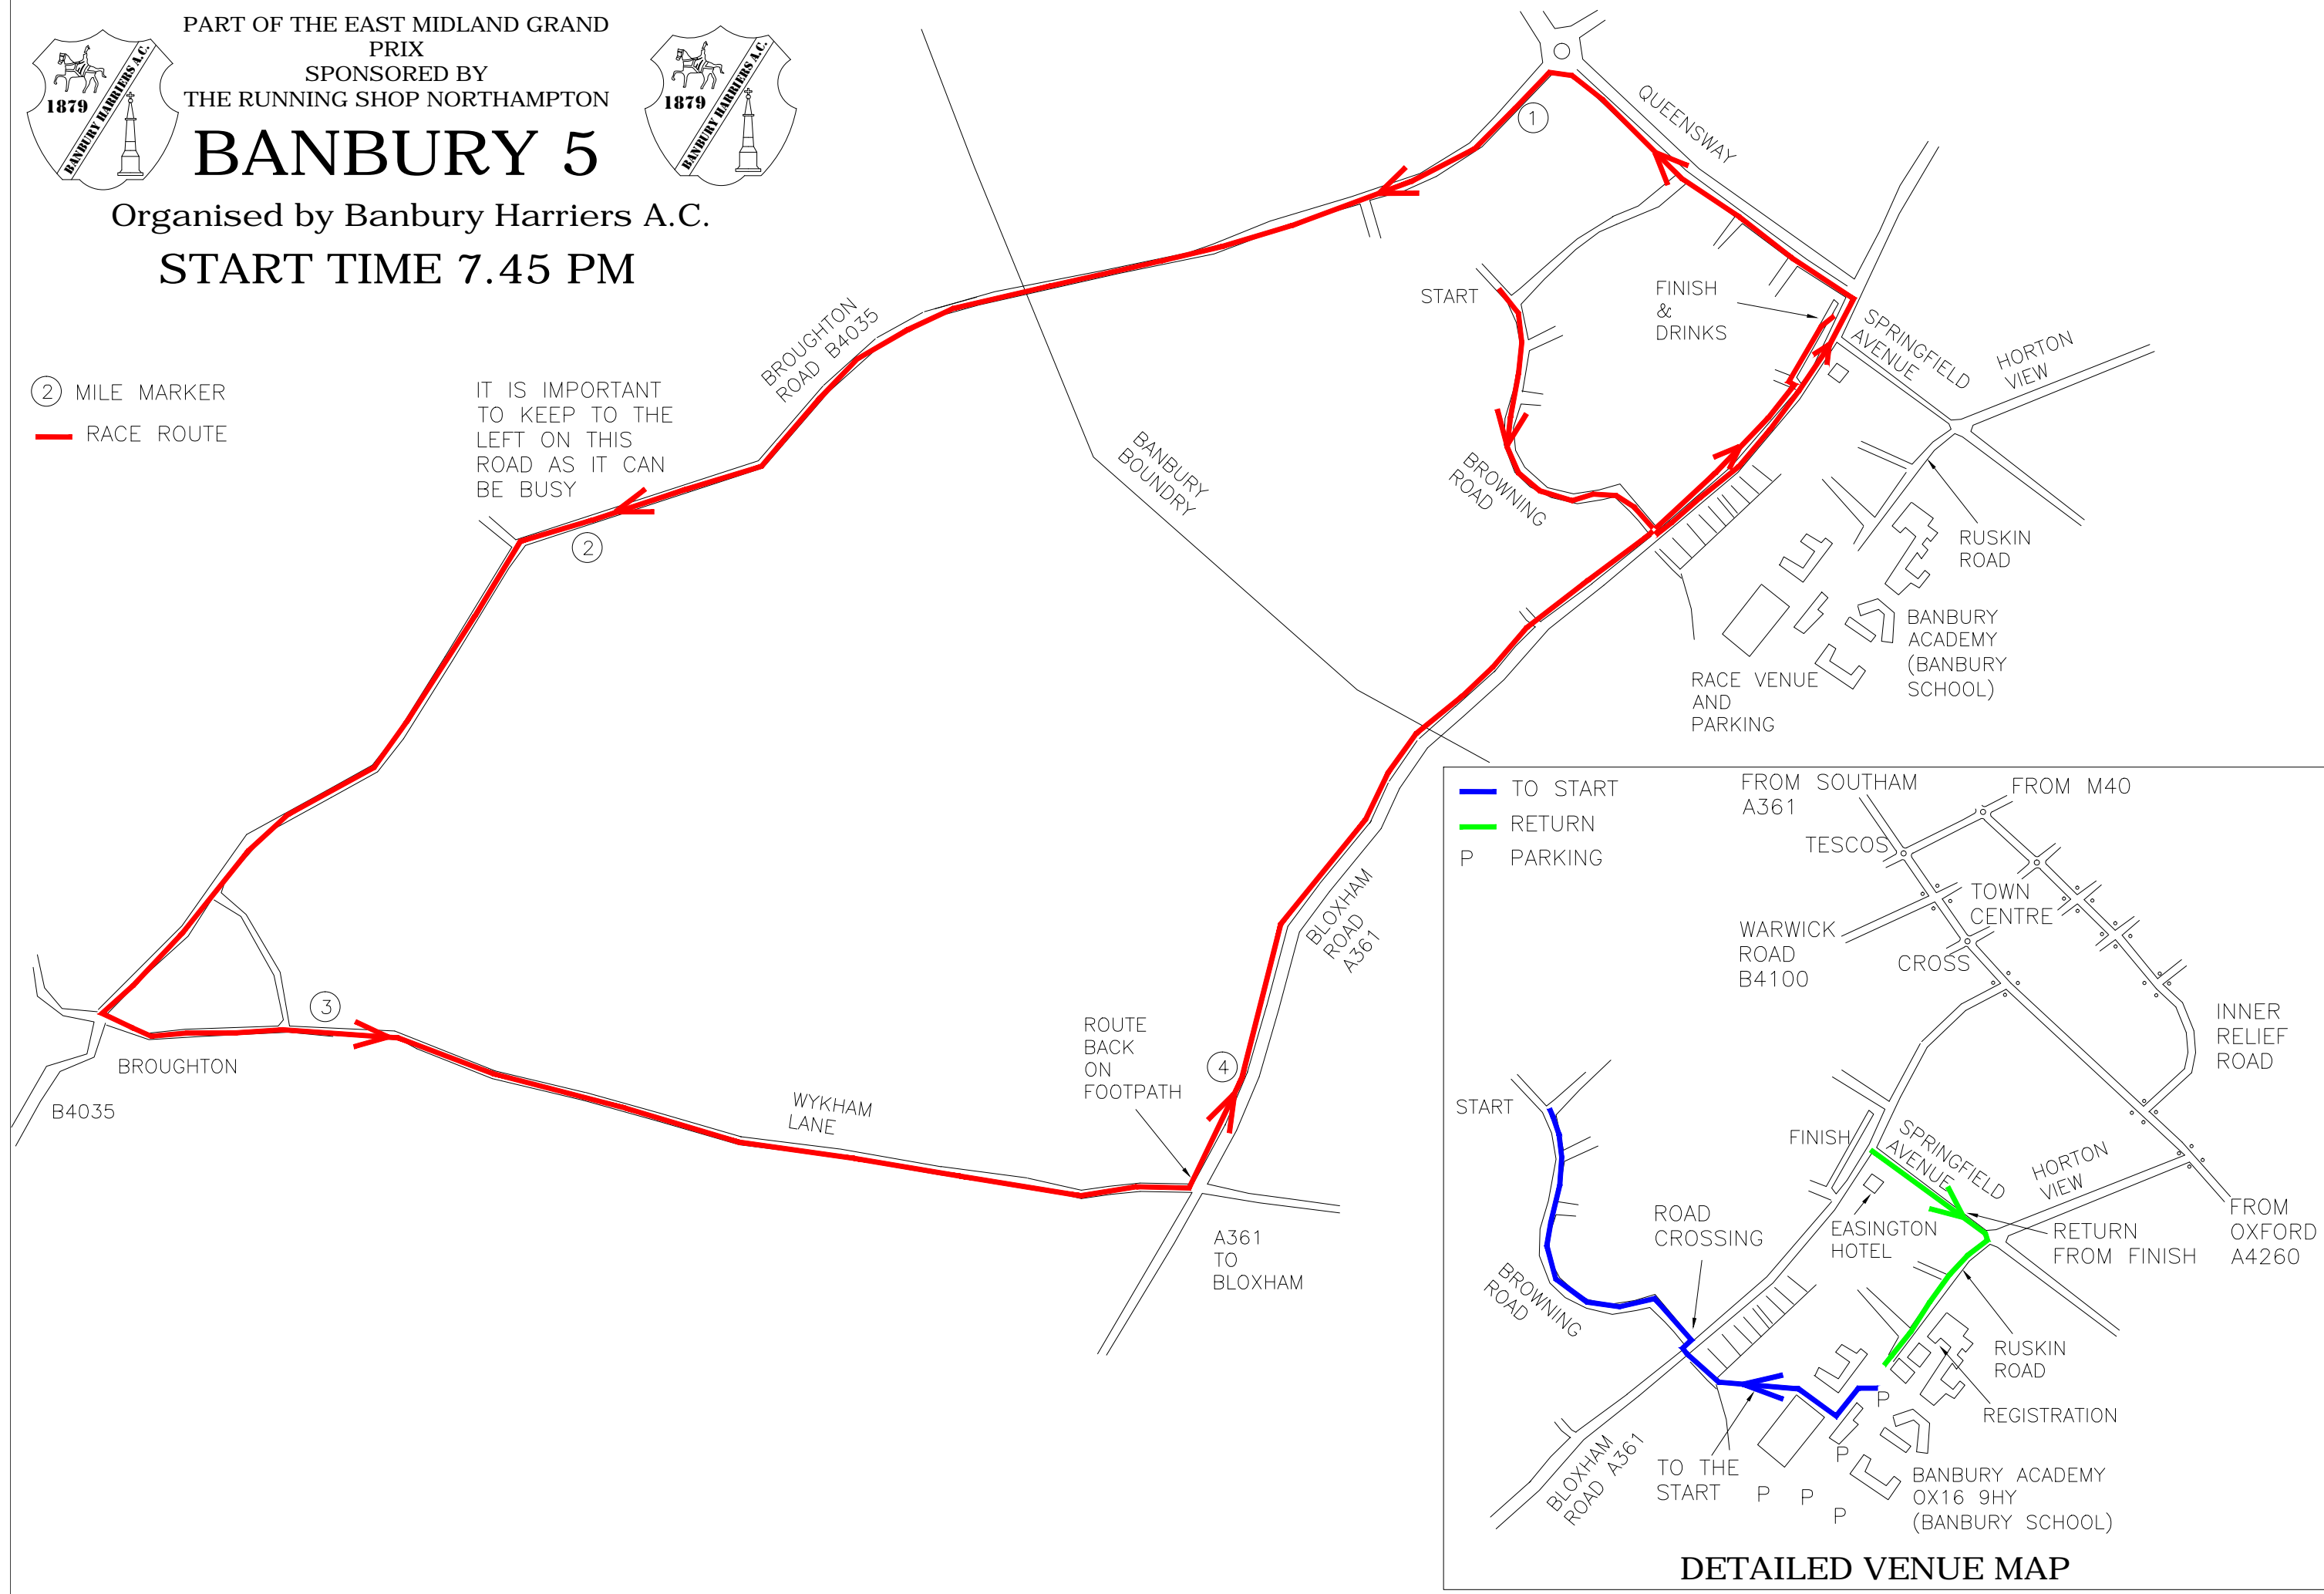 PART OF THE EAST MIDLAND GRAND
PRIX
SPONSORED BY
THE RUNNING SHOP NORTHAMPTON
BANBURY 5
Organised by Banbury Harriers A.C.
START TIME 7.45 PM
1879
BANBURY HARRIERS A.C.
1879
BANBURY HARRIERS A.C.
2 MILE MARKER
RACE ROUTE
IT IS IMPORTANT
TO KEEP TO THE
LEFT ON THIS
ROAD AS IT CAN
BE BUSY
BROUGHTON
ROAD B4035
1
QUEENSWAY
START
FINISH
&
DRINKS
SPRINGFIELD
AVENUE
HORTON
VIEW
BANBURY
BOUNDRY
BROWNING
ROAD
2
RUSKIN
ROAD
BANBURY
ACADEMY
(BANBURY
SCHOOL)
RACE VENUE
AND
PARKING
BLOXHAM
ROAD
A361
3
BROUGHTON
B4035
WYKHAM
LANE
ROUTE
BACK
ON
FOOTPATH
4
A361
TO
BLOXHAM
TO START
RETURN
P PARKING
FROM SOUTHAM
A361
FROM M40
TESCOS
TOWN
CENTRE
WARWICK
ROAD
B4100
CROSS
INNER
RELIEF
ROAD
START
FINISH
SPRINGFIELD
AVENUE
HORTON
VIEW
ROAD
CROSSING
EASINGTON
HOTEL
RETURN
FROM FINISH
FROM
OXFORD
A4260
BROWNING
ROAD
RUSKIN
ROAD
P
REGISTRATION
BLOXHAM
ROAD A361
P
TO THE
START
P
P
P
BANBURY ACADEMY
OX16 9HY
(BANBURY SCHOOL)
DETAILED VENUE MAP